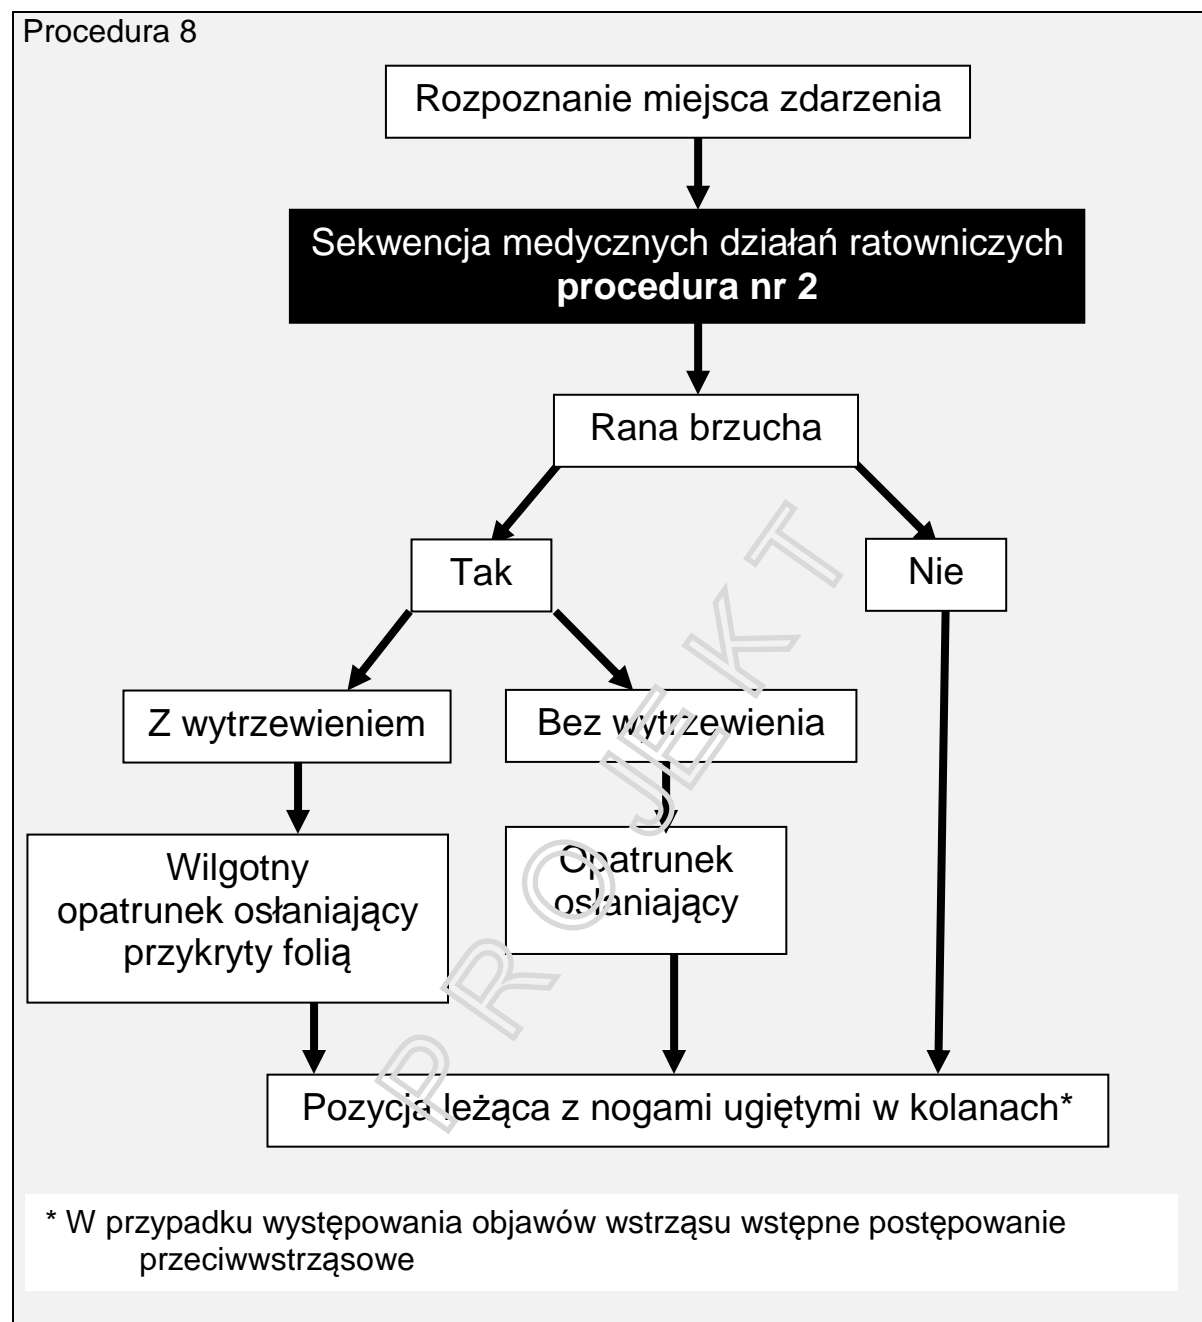 Procedura 8
Rozpoznanie miejsca zdarzenia
Sekwencja medycznych działań ratowniczych
procedura nr 2
Rana brzucha
Tak
Nie
Z wytrzewieniem
Bez wytrzewienia
Wilgotny
opatrunek osłaniający
przykryty folią
Opatrunek
osłaniający
Pozycja leżąca z nogami ugiętymi w kolanach*
* W przypadku występowania objawów wstrząsu wstępne postępowanie
przeciwwstrząsowe
PROJEKT